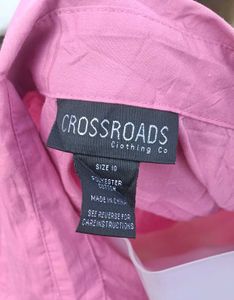 CROSSROADS
Clothing Co
SIZE 10
POLYESTER
COTTON
MADE IN CHINA
SEE REVERSE FOR
CARE INSTRUCTIONS